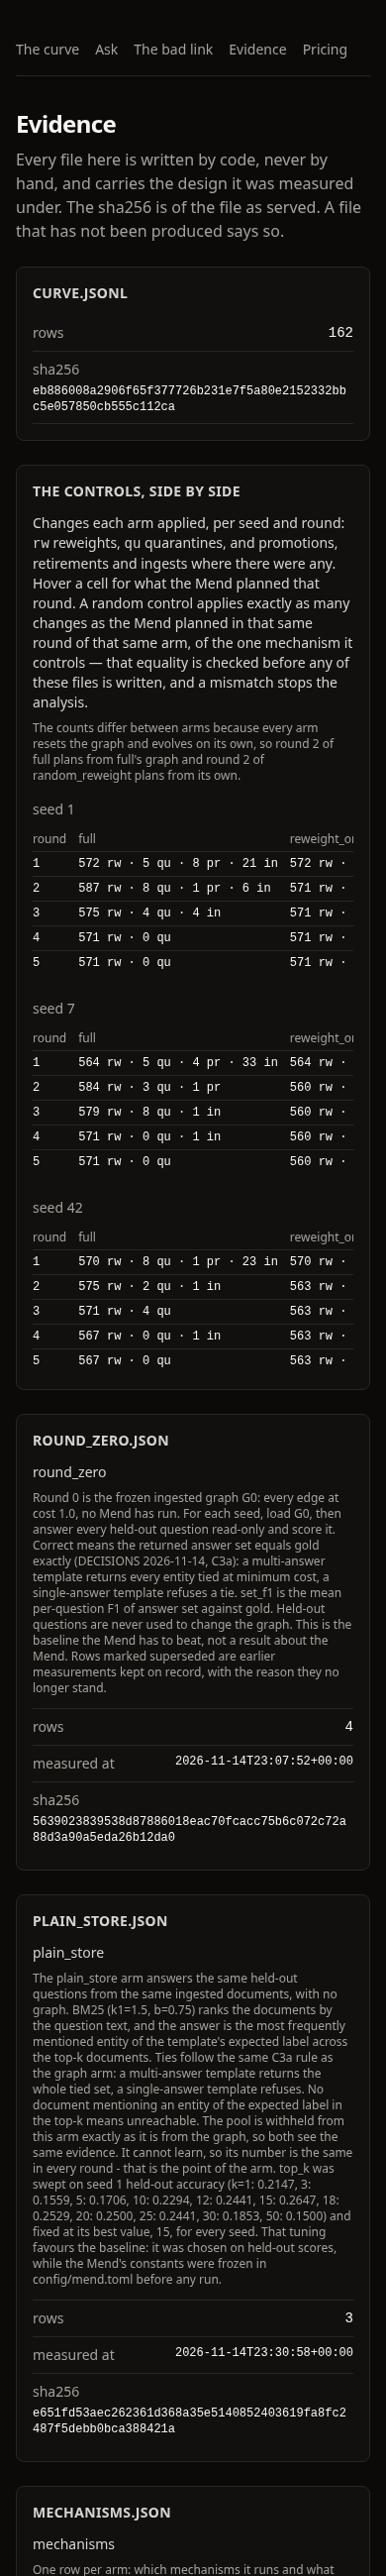 The curve Ask The bad link Evidence Pricing
Evidence
Every file here is written by code, never by
hand, and carries the design it was measured
under. The sha256 is of the file as served. A file
that has not been produced says so.
CURVE.JSONL
rows 162
sha256
eb886008a2906f65f377726b231e7f5a80e2152332bb
c5e057850cb555c112ca
THE CONTROLS, SIDE BY SIDE
Changes each arm applied, per seed and round:
rw reweights, qu quarantines, and promotions,
retirements and ingests where there were any.
Hover a cell for what the Mend planned that
round. A random control applies exactly as many
changes as the Mend planned in that same
round of that same arm, of the one mechanism it
controls — that equality is checked before any of
these files is written, and a mismatch stops the
analysis.
The counts differ between arms because every arm
resets the graph and evolves on its own, so round 2 of
full plans from full's graph and round 2 of
random_reweight plans from its own.
seed 1
round full reweight_or
1 572 rw · 5 qu · 8 pr · 21 in 572 rw ·
2 587 rw · 8 qu · 1 pr · 6 in 571 rw ·
3 575 rw · 4 qu · 4 in 571 rw ·
4 571 rw · 0 qu 571 rw ·
5 571 rw · 0 qu 571 rw ·
seed 7
round full reweight_or
1 564 rw · 5 qu · 4 pr · 33 in 564 rw ·
2 584 rw · 3 qu · 1 pr 560 rw ·
3 579 rw · 8 qu · 1 in 560 rw ·
4 571 rw · 0 qu · 1 in 560 rw ·
5 571 rw · 0 qu 560 rw ·
seed 42
round full reweight_or
1 570 rw · 8 qu · 1 pr · 23 in 570 rw ·
2 575 rw · 2 qu · 1 in 563 rw ·
3 571 rw · 4 qu 563 rw ·
4 567 rw · 0 qu · 1 in 563 rw ·
5 567 rw · 0 qu 563 rw ·
ROUND_ZERO.JSON
round_zero
Round 0 is the frozen ingested graph G0: every edge at
cost 1.0, no Mend has run. For each seed, load G0, then
answer every held-out question read-only and score it.
Correct means the returned answer set equals gold
exactly (DECISIONS 2026-11-14, C3a): a multi-answer
template returns every entity tied at minimum cost, a
single-answer template refuses a tie. set_f1 is the mean
per-question F1 of answer set against gold. Held-out
questions are never used to change the graph. This is the
baseline the Mend has to beat, not a result about the
Mend. Rows marked superseded are earlier
measurements kept on record, with the reason they no
longer stand.
rows 4
measured at 2026-11-14T23:07:52+00:00
sha256
5639023839538d87886018eac70fcacc75b6c072c72a
88d3a90a5eda26b12da0
PLAIN_STORE.JSON
plain_store
The plain_store arm answers the same held-out
questions from the same ingested documents, with no
graph. BM25 (k1=1.5, b=0.75) ranks the documents by
the question text, and the answer is the most frequently
mentioned entity of the template's expected label across
the top-k documents. Ties follow the same C3a rule as
the graph arm: a multi-answer template returns the
whole tied set, a single-answer template refuses. No
document mentioning an entity of the expected label in
the top-k means unreachable. The pool is withheld from
this arm exactly as it is from the graph, so both see the
same evidence. It cannot learn, so its number is the same
in every round - that is the point of the arm. top_k was
swept on seed 1 held-out accuracy (k=1: 0.2147, 3:
0.1559, 5: 0.1706, 10: 0.2294, 12: 0.2441, 15: 0.2647, 18:
0.2529, 20: 0.2500, 25: 0.2441, 30: 0.1853, 50: 0.1500) and
fixed at its best value, 15, for every seed. That tuning
favours the baseline: it was chosen on held-out scores,
while the Mend's constants were frozen in
config/mend.toml before any run.
rows 3
measured at 2026-11-14T23:30:58+00:00
sha256
e651fd53aec262361d368a35e5140852403619fa8fc2
487f5debb0bca388421a
MECHANISMS.JSON
mechanisms
One row per arm: which mechanisms it runs and what